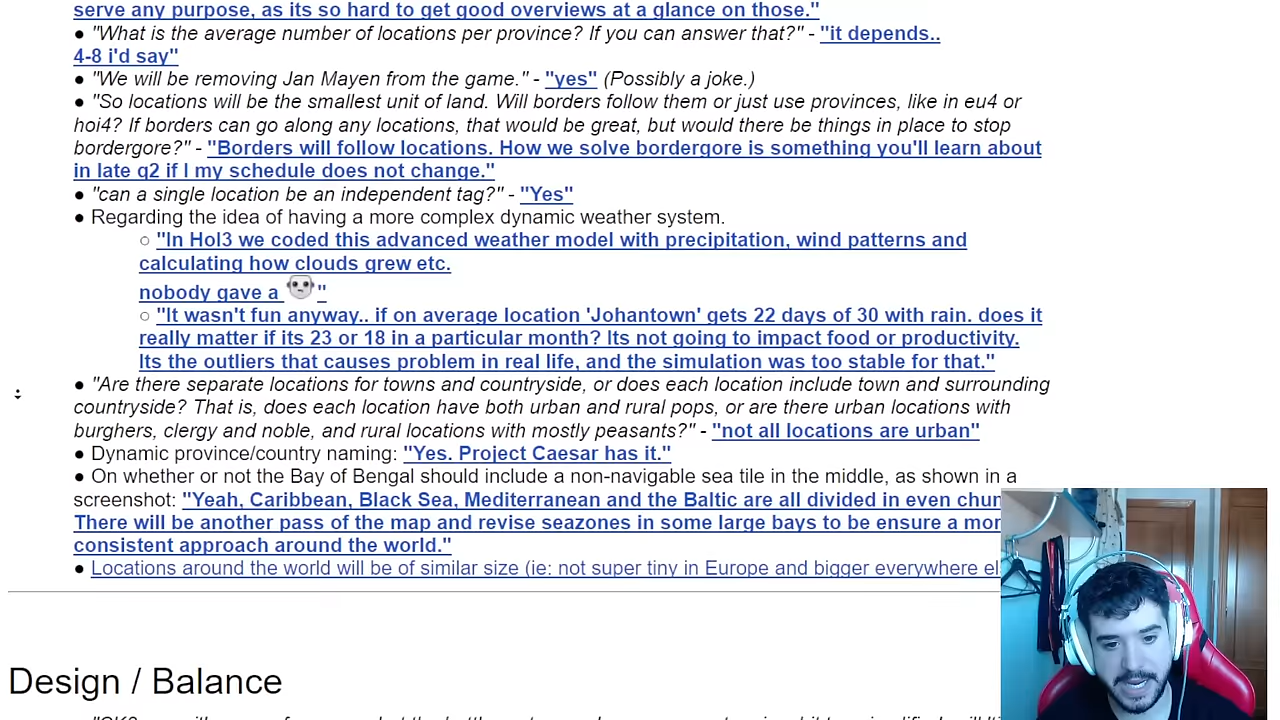 serve any purpose, as its so hard to get good overviews at a glance on those."
● "What is the average number of locations per province? If you can answer that?" - "it depends..
4-8 i'd say"
● "We will be removing Jan Mayen from the game." - "yes" (Possibly a joke.)
● "So locations will be the smallest unit of land. Will borders follow them or just use provinces, like in eu4 or
hoi4? If borders can go along any locations, that would be great, but would there be things in place to stop
bordergore?" - "Borders will follow locations. How we solve bordergore is something you'll learn about
in late q2 if I my schedule does not change."
● "can a single location be an independent tag?" - "Yes"
● Regarding the idea of having a more complex dynamic weather system.
○ "In HoI3 we coded this advanced weather model with precipitation, wind patterns and
calculating how clouds grew etc.
nobody gave a "
○ "It wasn't fun anyway.. if on average location 'Johantown' gets 22 days of 30 with rain. does it
really matter if its 23 or 18 in a particular month? Its not going to impact food or productivity.
Its the outliers that causes problem in real life, and the simulation was too stable for that."
● "Are there separate locations for towns and countryside, or does each location include town and surrounding
countryside? That is, does each location have both urban and rural pops, or are there urban locations with
burghers, clergy and noble, and rural locations with mostly peasants?" - "not all locations are urban"
● Dynamic province/country naming: "Yes. Project Caesar has it."
● On whether or not the Bay of Bengal should include a non-navigable sea tile in the middle, as shown in a
screenshot: "Yeah, Caribbean, Black Sea, Mediterranean and the Baltic are all divided in even
There will be another pass of the map and revise seazones in some large bays to be ensure a
consistent approach around the world."
● Locations around the world will be of similar size (ie: not super tiny in Europe and bigger everywhere
Design / Balance